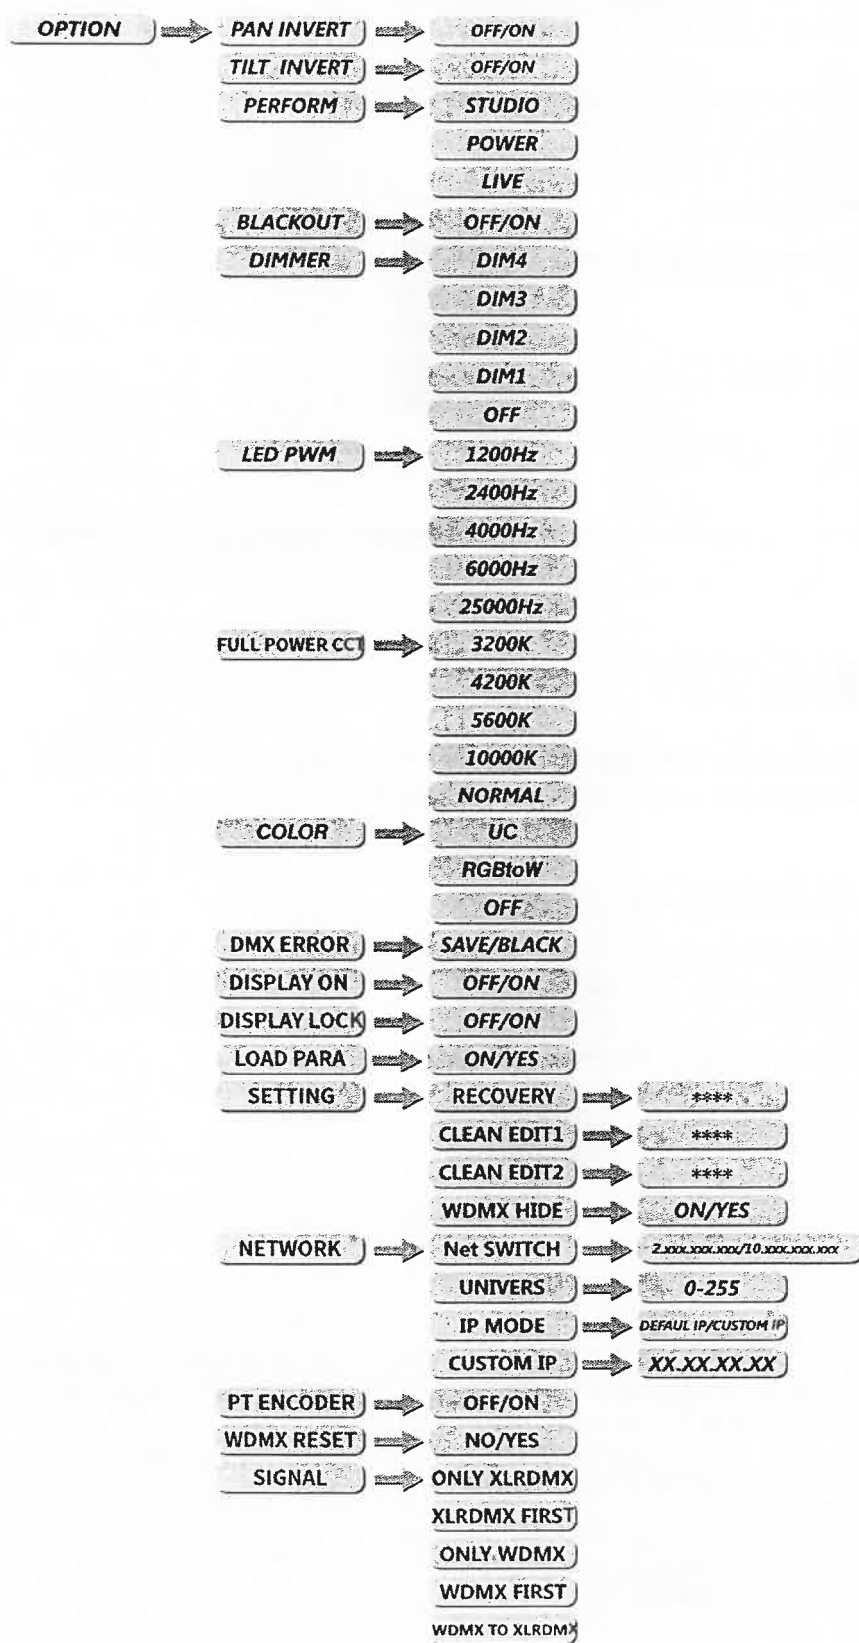 OPTION PAN INVERT OFF/ON
TILT INVERT OFF/ON
PERFORM STUDIO
POWER
LIVE
BLACKOUT OFF/ON
DIMMER DIM4
DIM3
DIM2
DIM1
OFF
LED PWM 1200Hz
2400Hz
4000Hz
6000Hz
25000Hz
FULL POWER CCT 3200K
4200K
5600K
10000K
NORMAL
COLOR UC
RGBtoW
OFF
DMX ERROR SAVE/BLACK
DISPLAY ON OFF/ON
DISPLAY LOCK OFF/ON
LOAD PARA ON/YES
SETTING RECOVERY ****
CLEAN EDIT1 ****
CLEAN EDIT2 ****
WDMX HIDE ON/YES
NETWORK Net SWITCH 2.xxx.xxx.xxx/10.xxx.xxx.xxx
UNIVERS 0-255
IP MODE DEFAUL IP/CUSTOM IP
CUSTOM IP XX.XX.XX.XX
PT ENCODER OFF/ON
WDMX RESET NO/YES
SIGNAL ONLY XLRDMX
XLRDMX FIRST
ONLY WDMX
WDMX FIRST
WDMX TO XLRDMX